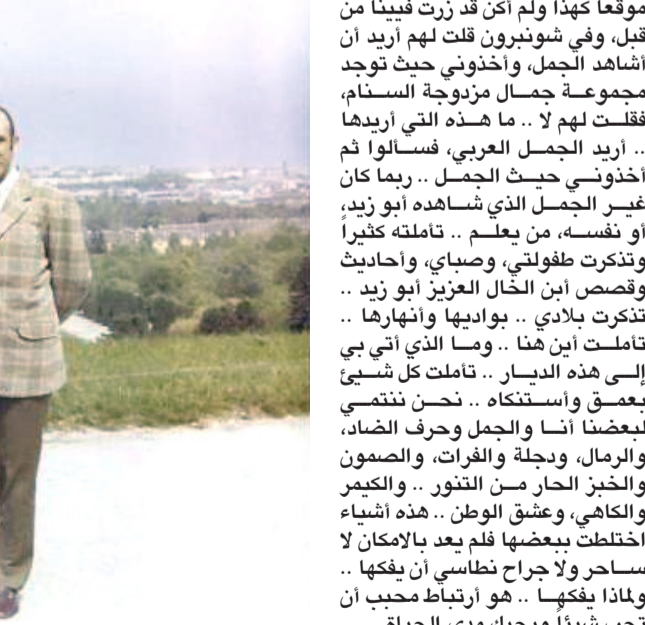 موقعاً كهذا ولم أكن قد زرت فيينا من
قبل، وفي شونبرون قلت لهم أريد أن
أشاهد الجمل، وأخذوني حيث توجد
مجموعة جمال مزدوجة السنام،
فقلت لهم لا .. ما هذه التي أريدها
.. أريد الجمل العربي، فسألوا ثم
أخذوني حيث الجمل .. ربما كان
غير الجمل الذي شاهده أبو زيد،
أو نفسه، من يعلم .. تأملته كثيراً
وتذكرت طفولتي، وصباي، وأحاديث
وقصص أبن الخال العزيز أبو زيد ..
تذكرت بلادي .. بواديها وأنهارها ..
تأملت أين هنا .. وما الذي أتي بي
إلى هذه الديار .. تأملت كل شيئ
بعمق وأستنكاه .. نحن ننتمي
لبعضنا أنا والجمل وحرف الضاد،
والرمال، ودجلة والفرات، والصمون
والخبز الحار من التنور .. والكيمر
والكاهي، وعشق الوطن .. هذه أشياء
اختلطت ببعضها فلم يعد بالامكان لا
ساحر ولا جراح نطاسي أن يفكها ..
ولماذا يفكها .. هو أرتباط محبب أن